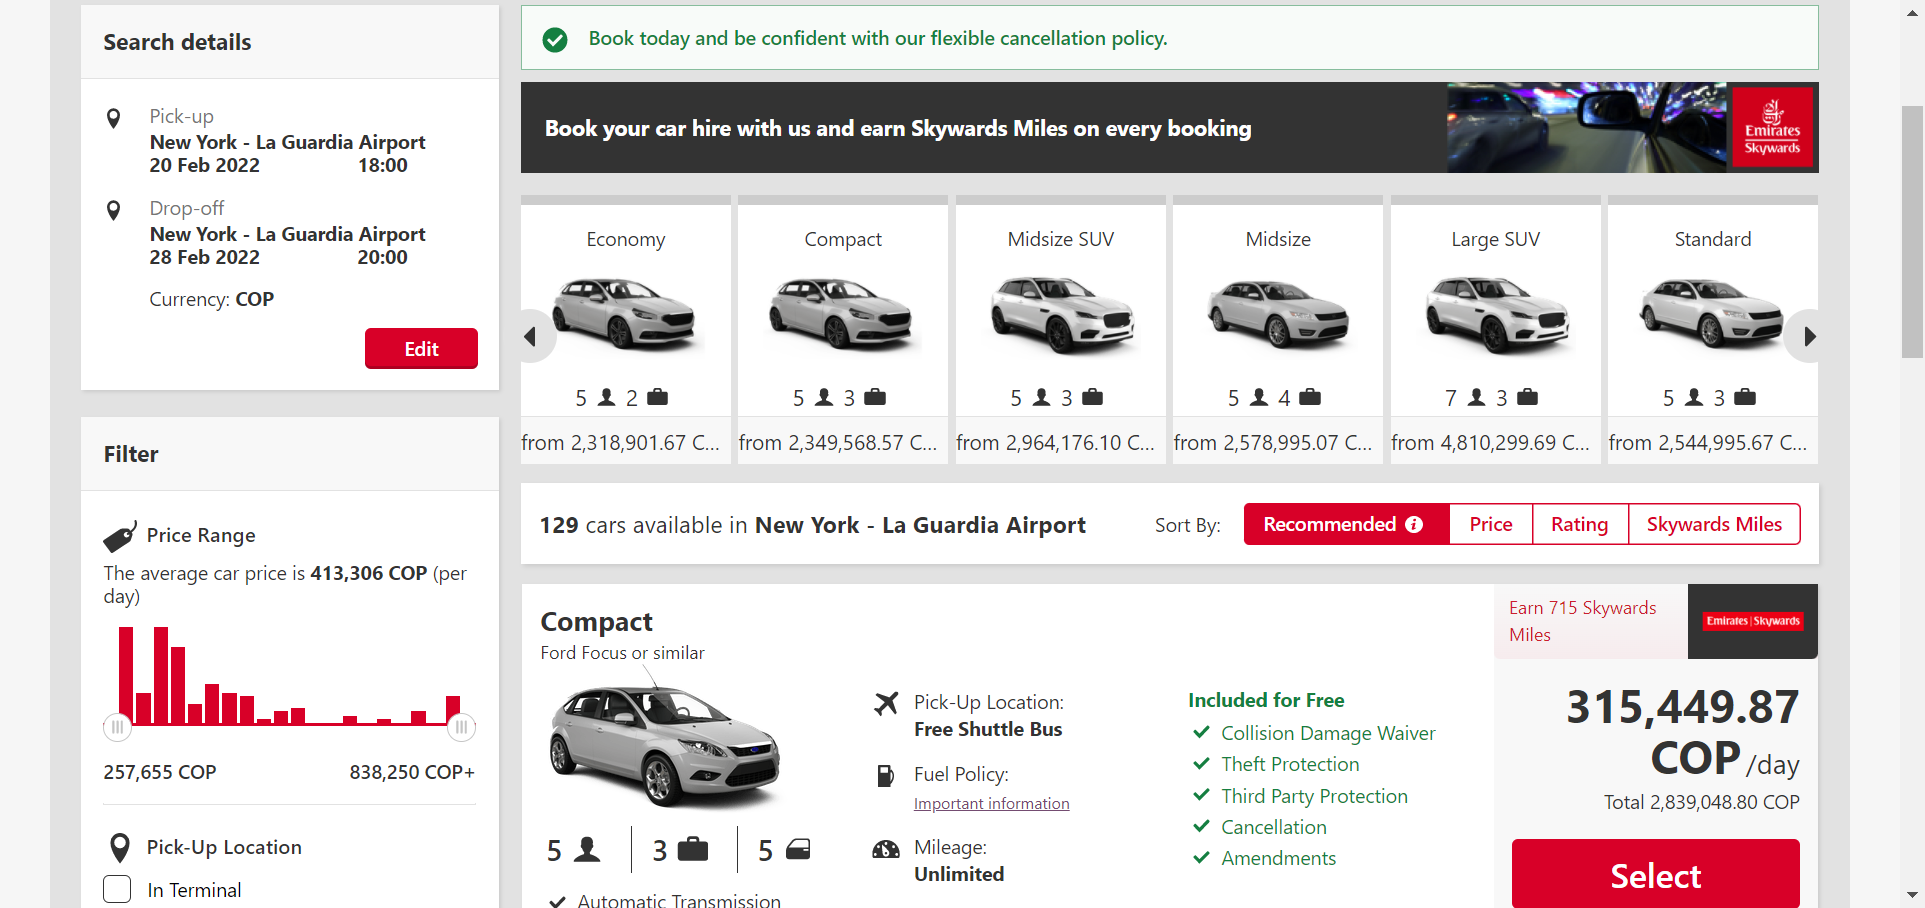 Search details
Pick-up
New York - La Guardia Airport
20 Feb 2022 18:00
Drop-off
New York - La Guardia Airport
28 Feb 2022 20:00
Currency: COP
Edit
Filter
Price Range
The average car price is 413,306 COP (per
day)
257,655 COP 838,250 COP+
Pick-Up Location
In Terminal
Book today and be confident with our flexible cancellation policy.
Book your car hire with us and earn Skywards Miles on every booking
Emirates
Skywards
Economy
5 2
from 2,318,901.67 C...
Compact
5 3
from 2,349,568.57 C...
Midsize SUV
5 3
from 2,964,176.10 C...
Midsize
5 4
from 2,578,995.07 C...
Large SUV
7 3
from 4,810,299.69 C...
Standard
5 3
from 2,544,995.67 C...
129 cars available in New York - La Guardia Airport
Sort By:
Recommended i
Price
Rating
Skywards Miles
Compact
Ford Focus or similar
5 3 5
Automatic Transmission
Pick-Up Location:
Free Shuttle Bus
Fuel Policy:
Important information
Mileage:
Unlimited
Included for Free
Collision Damage Waiver
Theft Protection
Third Party Protection
Cancellation
Amendments
Earn 715 Skywards
Miles
Emirates | Skywards
315,449.87
COP /day
Total 2,839,048.80 COP
Select